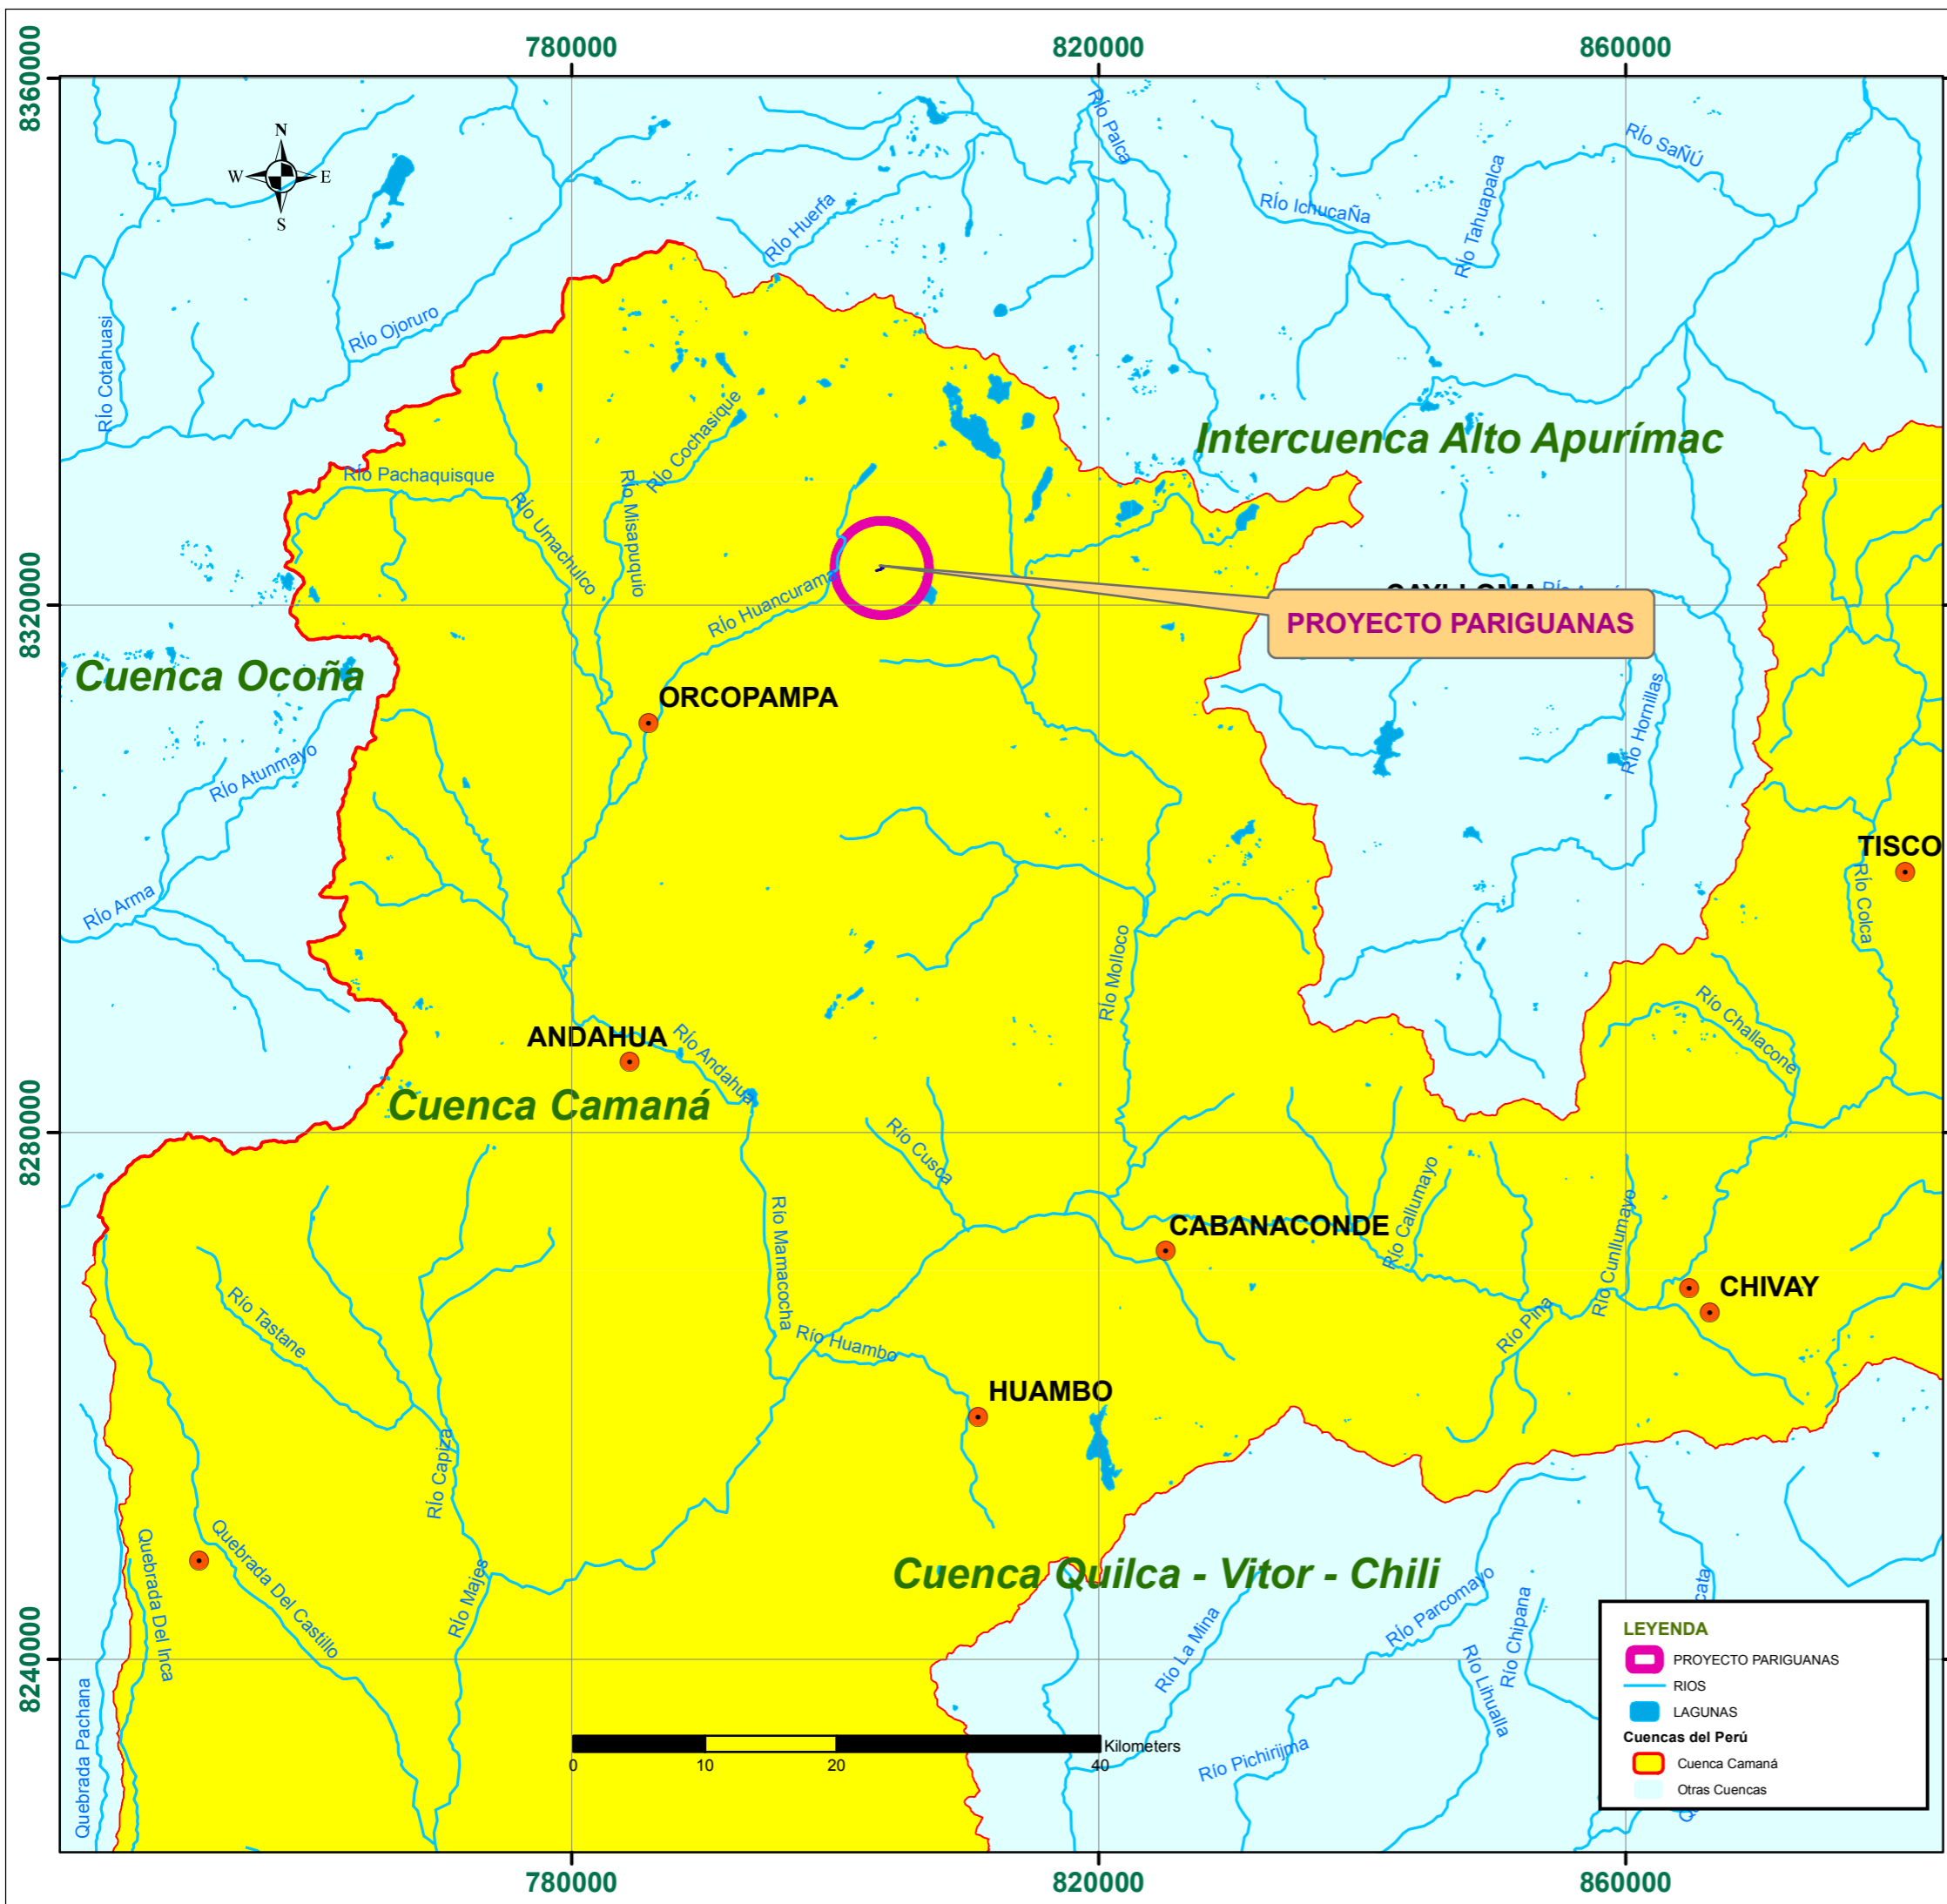 780000 820000 860000
8360000
N
W E
S
Río Palca
Río SaÑÚ
Río Huerfa
RÍo IchucaÑa
Río Tahuapalca
RÍo Cotahuasi
RÍo Ojoruro
Río Cochasique
Intercuenca Alto Apurímac
Río Pachaquisque
Río Umachulco
Río Misapuquio
RÍo Huancurama
8320000
PROYECTO PARIGUANAS
Cuenca Ocoña
ORCOPAMPA
Río Hornillas
RÍo Atunmayo
TISCO
RÍo Arma
RÍo Colca
RÍo Molloco
Río Challacone
ANDAHUA
RÍo Andahua
Cuenca Camaná
8280000
Río Cusca
Río Callumayo
CABANACONDE
Río Cunllumayo
Río Mamacocha
CHIVAY
Río Tastane
Río Pina
Río Huambo
HUAMBO
Río Capiza
Quebrada Del Castillo
Quebrada Del Inca
RÍo Majes
Cuenca Quilca - Vitor - Chili
Río Parcomayo
Río Chipana
Río La Mina
Río Lihualla
8240000
Quebrada Pachana
Río Pichirijma
Kilometers
0 10 20 40
LEYENDA
PROYECTO PARIGUANAS
RIOS
LAGUNAS
Cuencas del Perú
Cuenca Camaná
Otras Cuencas
780000 820000 860000